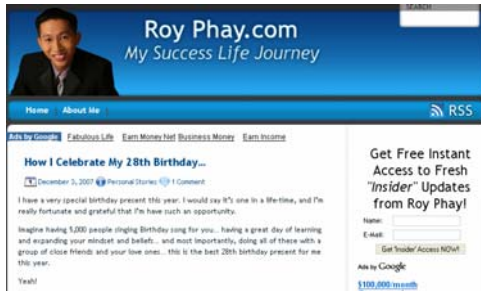 SEARCH
Roy Phay.com
My Success Life Journey
Home About Me
RSS
Ads by Google Fabulous Life Earn Money Net Business Money Earn Income
How I Celebrate My 28th Birthday...
December 3, 2007 Personal Stories 1 Comment
I have a very special birthday present this year. I would say it's one in a life-time, and I'm
really fortunate and grateful that I'm have such an opportunity.
Imagine having 5,000 people singing Birthday song for you... having a great day of learning
and expanding your mindset and beliefs... and most importantly, doing all of these with a
group of close friends and your love ones... this is the best 28th birthday present for me
this year.
Yeah!
Get Free Instant
Access to Fresh
"Insider" Updates
from Roy Phay!
Name:
E-Mail:
Get 'Insider' Access NOW!
Ads by Google
$100,000/month